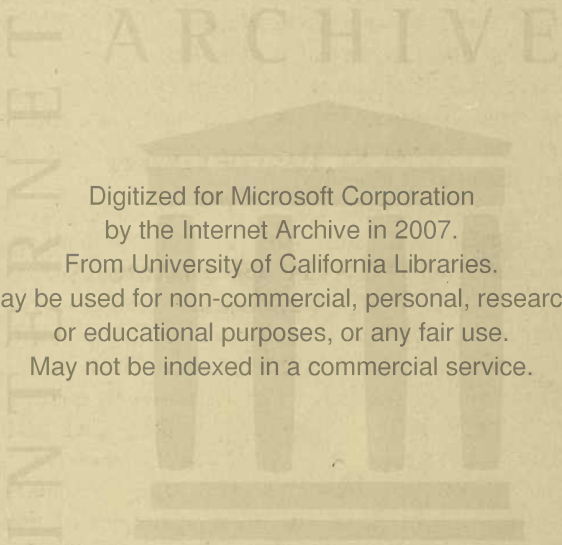 INTERNET ARCHIVE
Digitized for Microsoft Corporation
by the Internet Archive in 2007.
From University of California Libraries.
ay be used for non-commercial, personal, researc
or educational purposes, or any fair use.
May not be indexed in a commercial service.